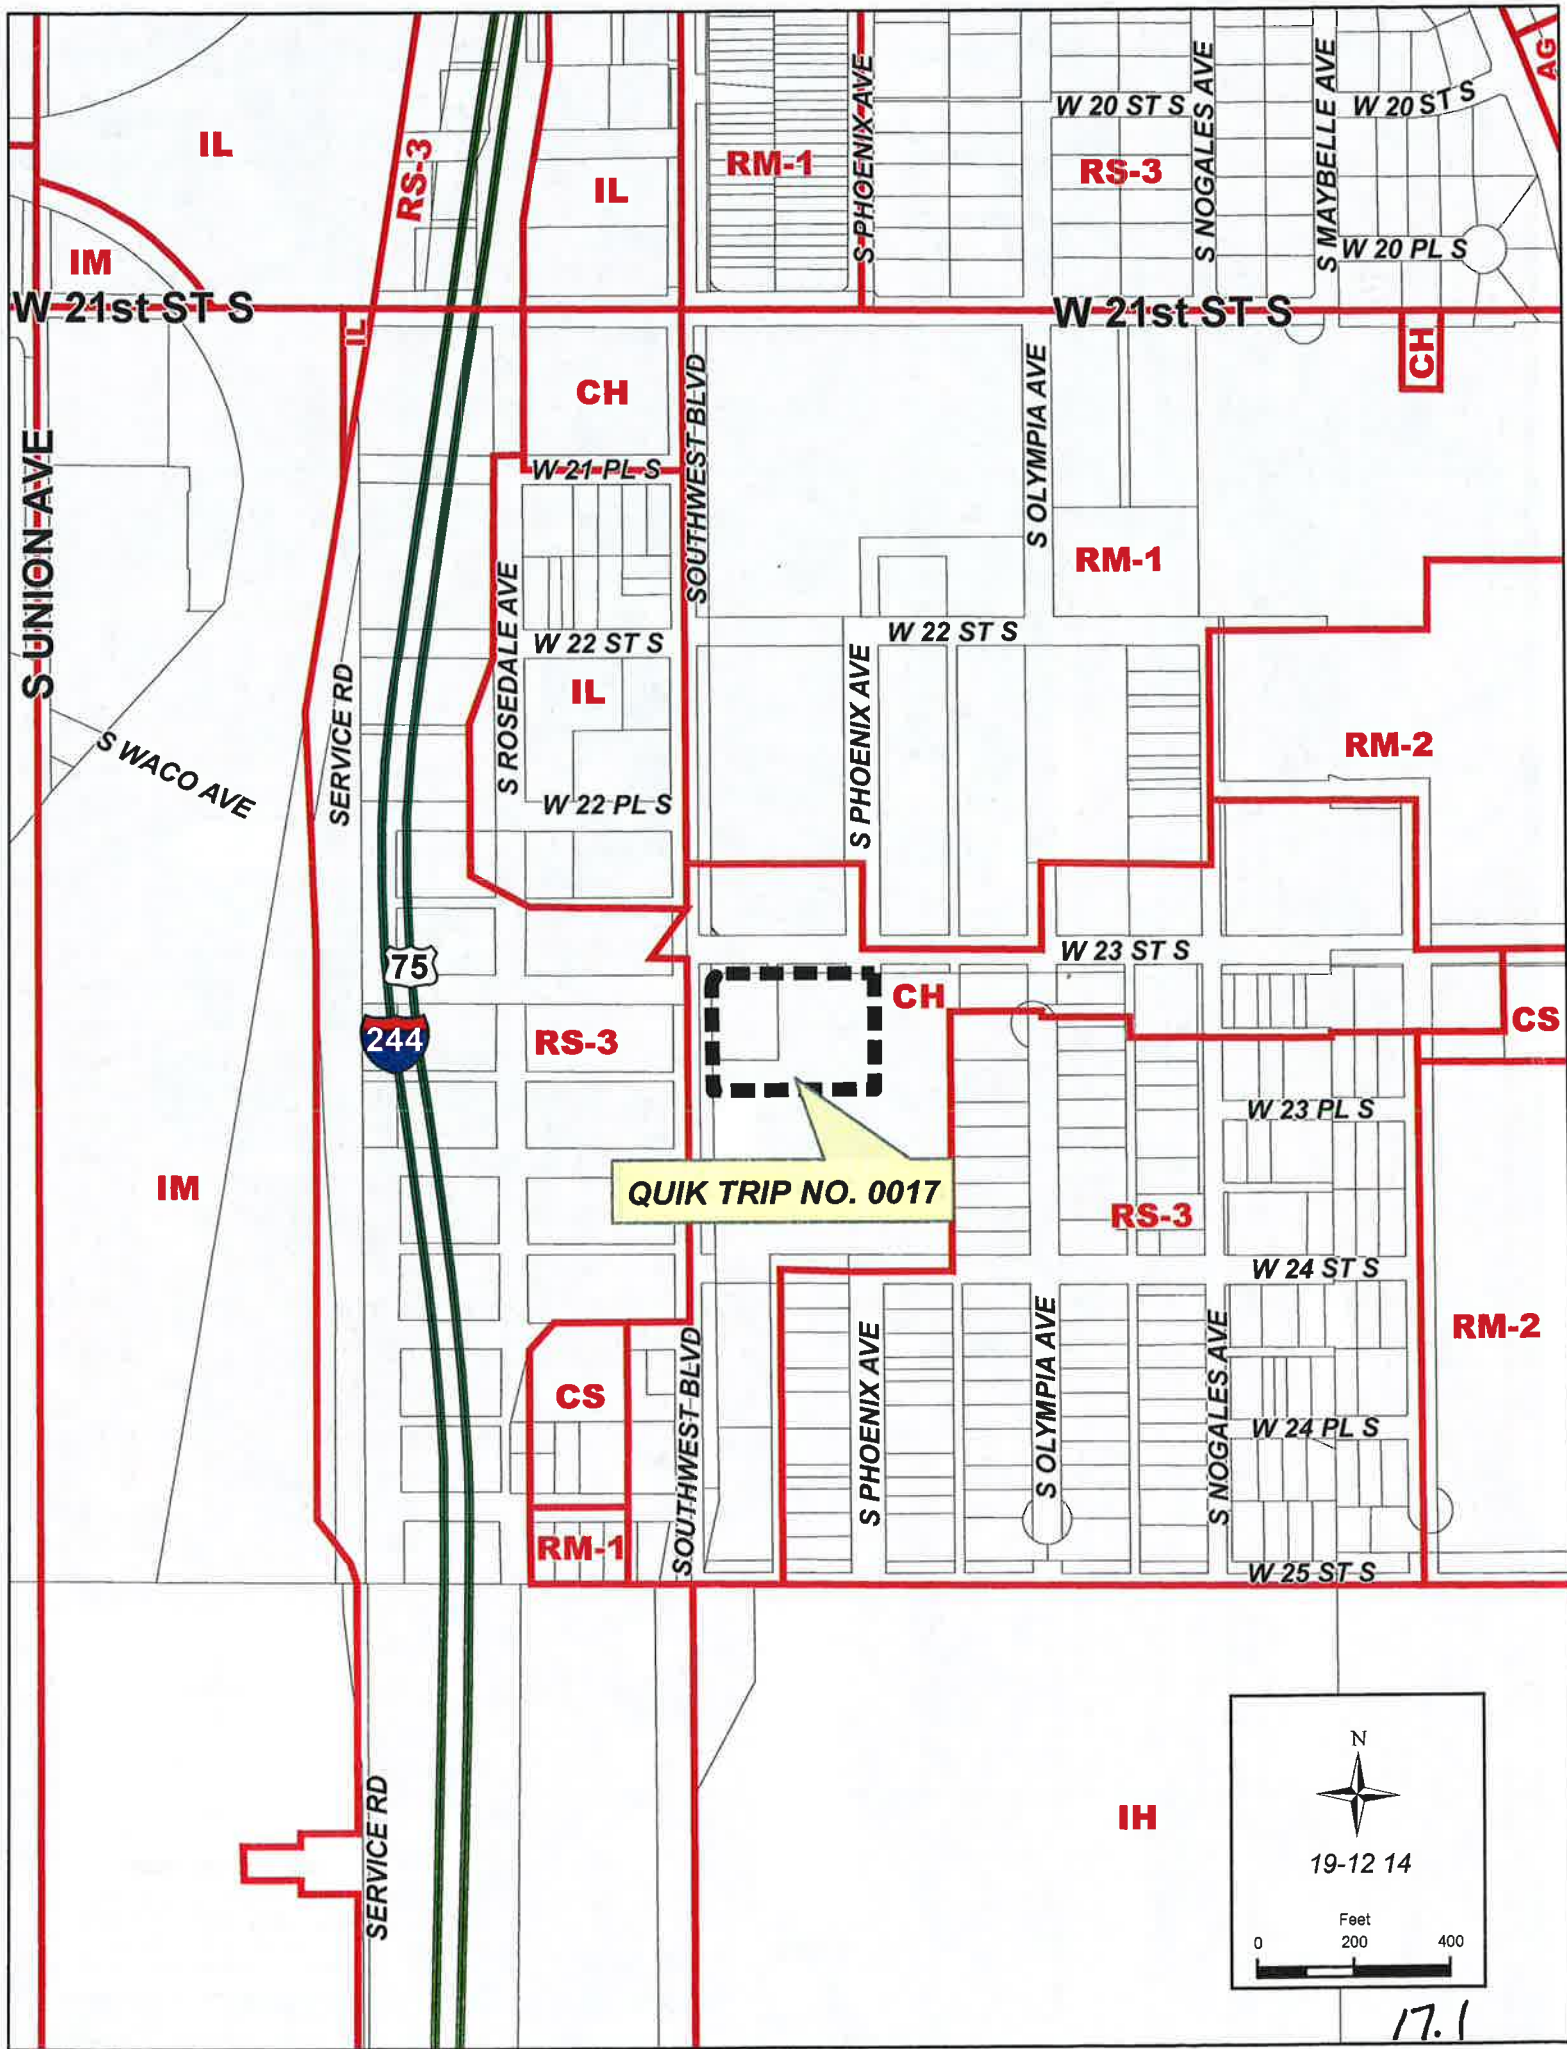 AG
S PHOENIX AVE
S NOGALES AVE
S MAYBELLE AVE
W 20 ST S
W 20 ST S
IL
RS-3
IL
RM-1
RS-3
IM
W 20 PL S
W 21st ST S
W 21st ST S
IL
CH
SOUTHWEST BLVD
S OLYMPIA AVE
CH
S UNION AVE
W 21 PL S
RM-1
S ROSEDALE AVE
W 22 ST S
W 22 ST S
IL
SERVICE RD
S PHOENIX AVE
RM-2
S WACO AVE
W 22 PL S
W 23 ST S
75
CH
CS
244
RS-3
W 23 PL S
IM
QUIK TRIP NO. 0017
RS-3
W 24 ST S
RM-2
CS
SOUTHWEST BLVD
S PHOENIX AVE
S OLYMPIA AVE
S NOGALES AVE
W 24 PL S
RM-1
W 25 ST S
N
IH
19-12 14
SERVICE RD
Feet
0 200 400
17.1